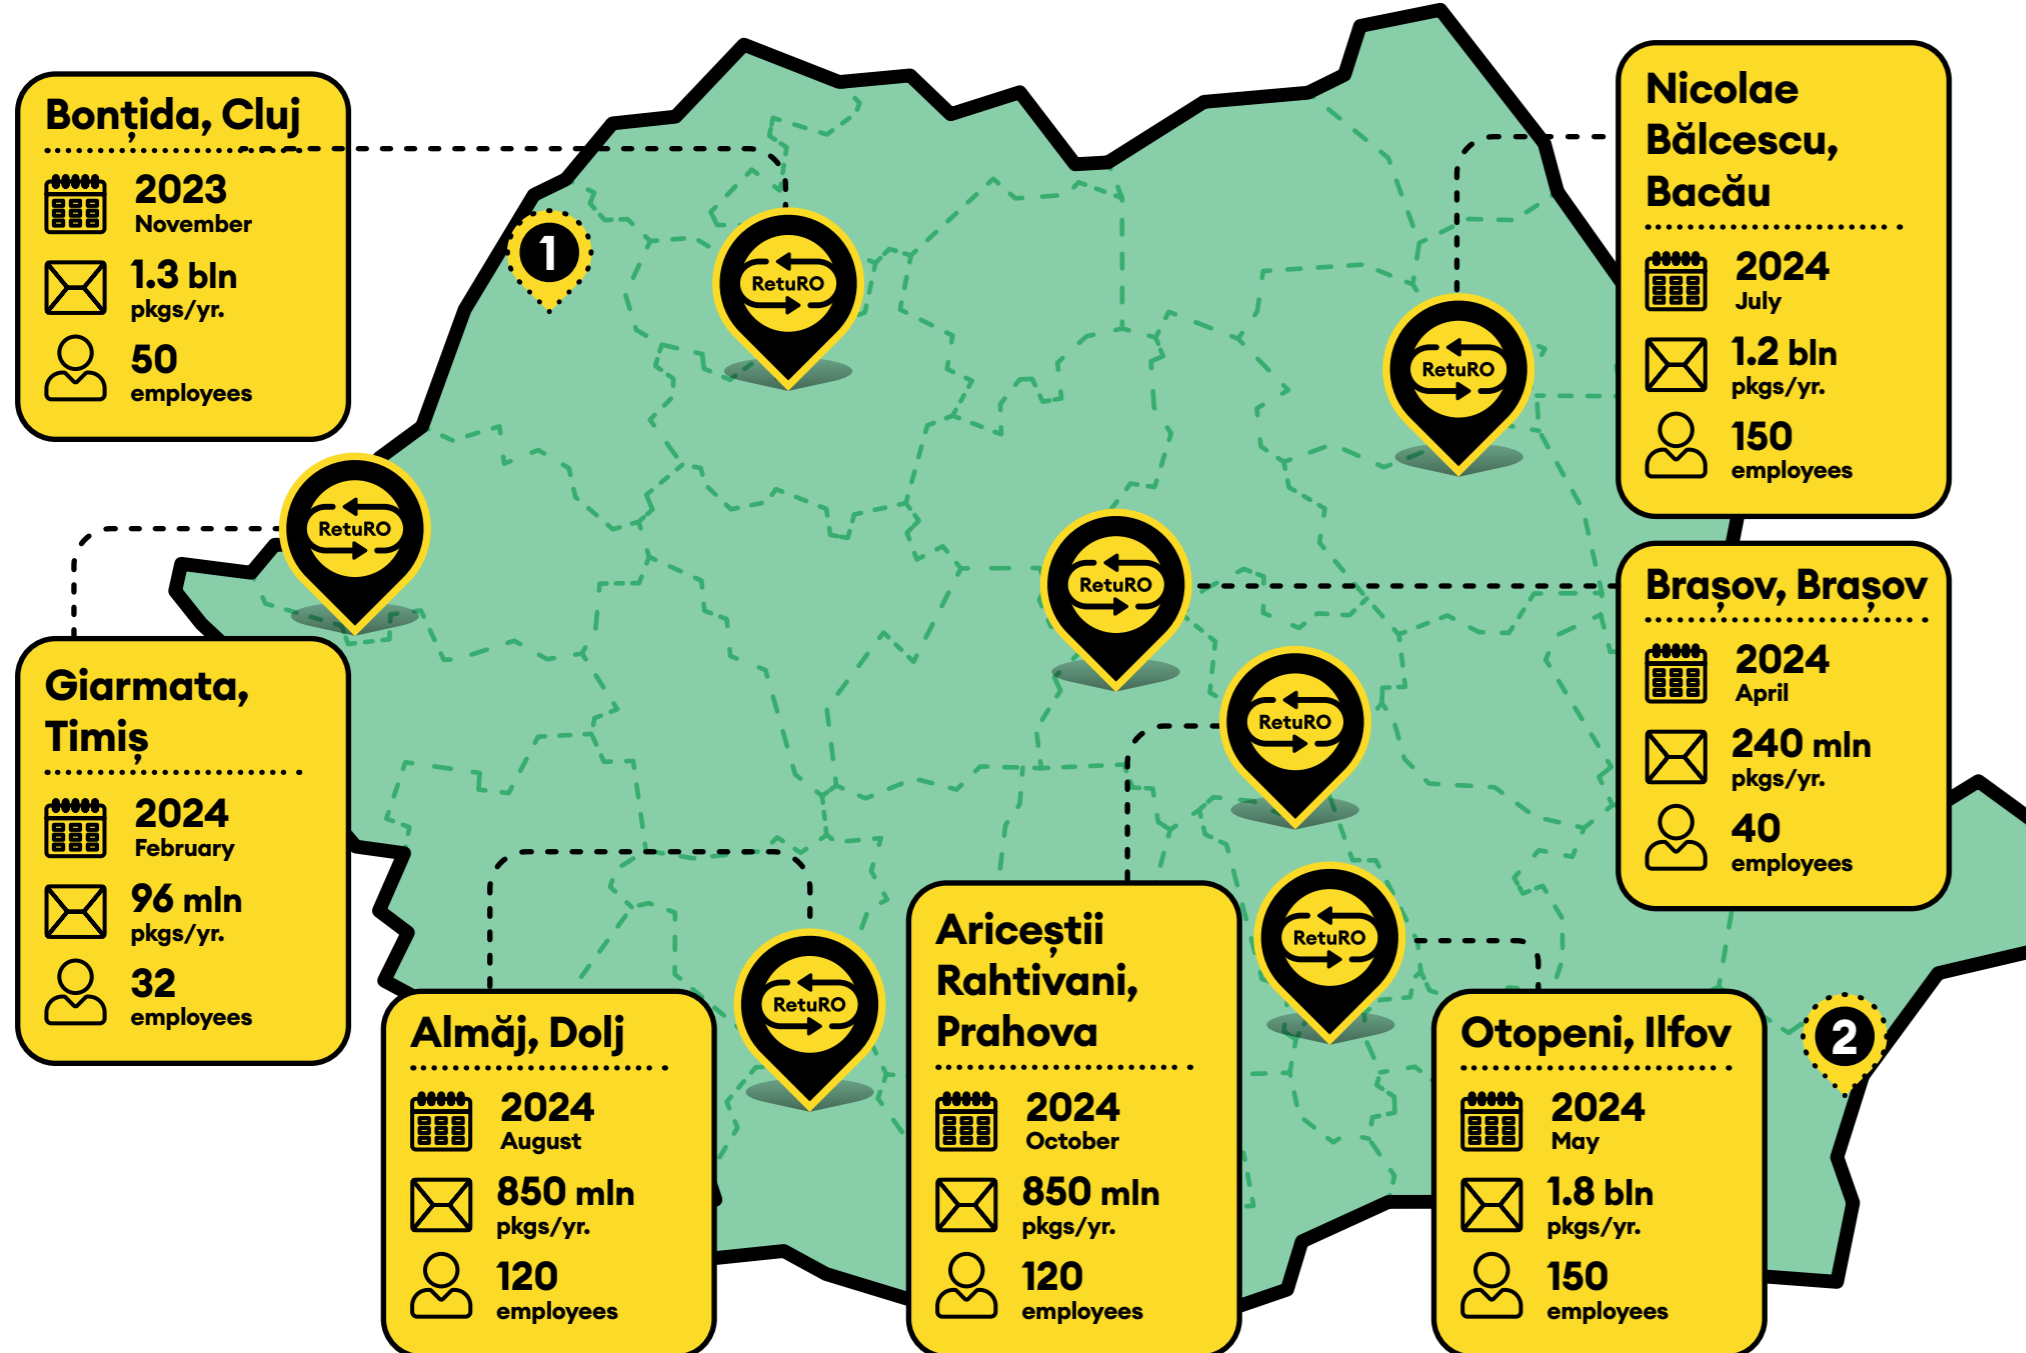 Bonțida, Cluj
2023
November
1.3 bln
pkgs/yr.
50
employees
1
RetuRO
Nicolae
Bălcescu,
Bacău
2024
July
1.2 bln
pkgs/yr.
150
employees
RetuRO
RetuRO
Giarmata,
Timiș
2024
February
96 mln
pkgs/yr.
32
employees
RetuRO
Brașov, Brașov
2024
April
240 mln
pkgs/yr.
40
employees
RetuRO
Almăj, Dolj
2024
August
850 mln
pkgs/yr.
120
employees
RetuRO
Ariceștii
Rahtivani,
Prahova
2024
October
850 mln
pkgs/yr.
120
employees
RetuRO
Otopeni, Ilfov
2024
May
1.8 bln
pkgs/yr.
150
employees
2